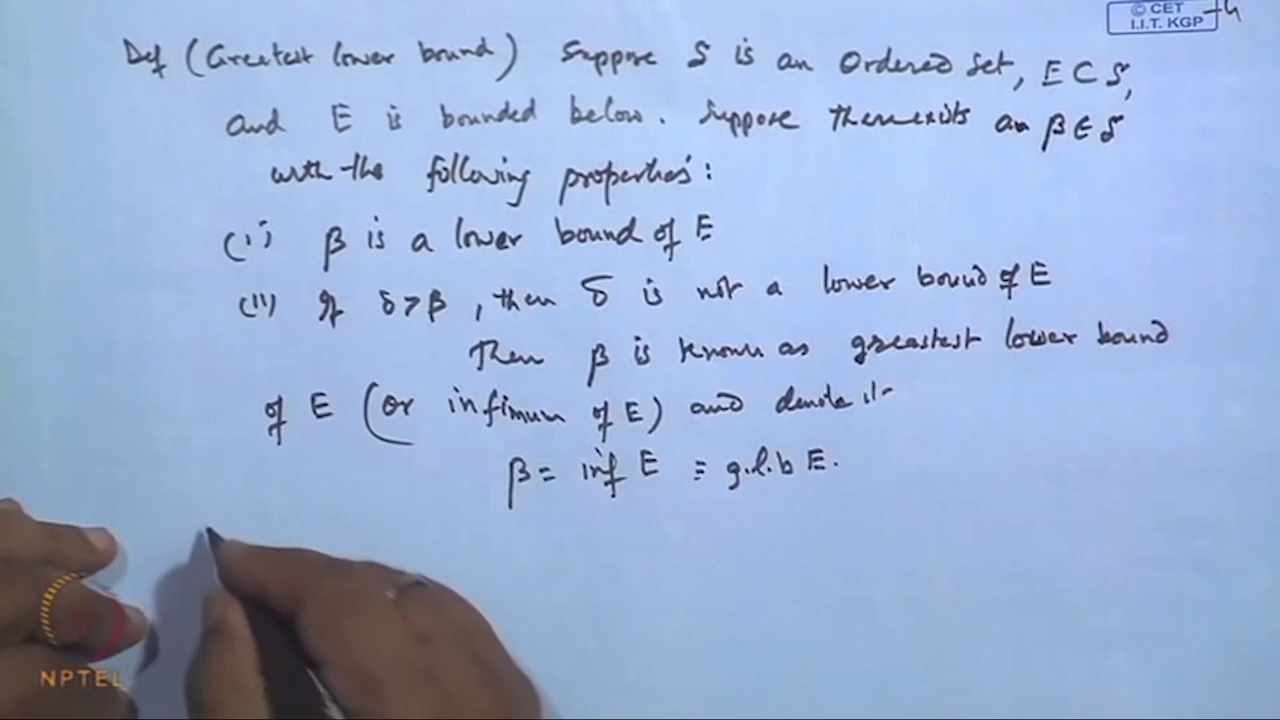 © CET
I.I.T. KGP
Def (Greatest lower bound) Suppose S is an ordered set, E ⊂ S,
and E is bounded below. Suppose there exists an β ∈ S
with the following properties:
(i) β is a lower bound of E
(ii) If δ > β, then δ is not a lower bound of E
Then β is known as greastest lower bound
of E (or infimum of E) and denote it
β = inf E ≡ g.l.b E.
NPTEL